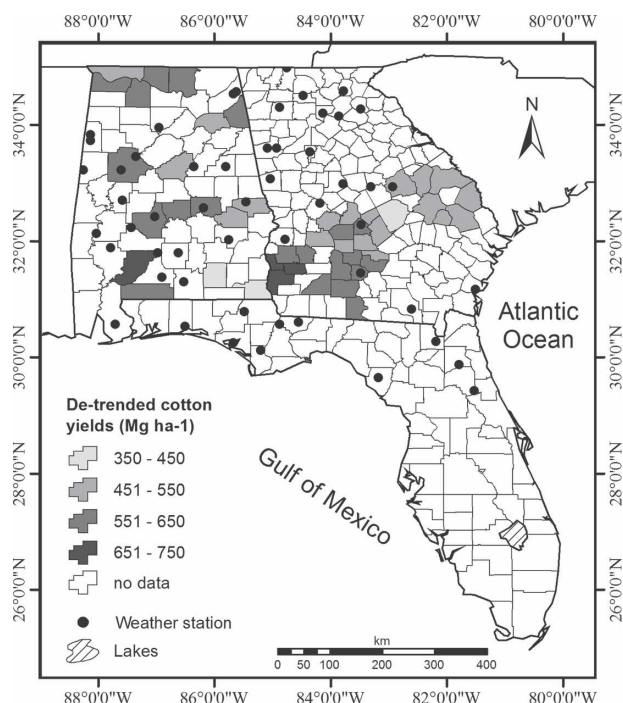 88°0'0"W 86°0'0"W 84°0'0"W 82°0'0"W 80°0'0"W
34°0'0"N
32°0'0"N
30°0'0"N
28°0'0"N
26°0'0"N
N
34°0'0"N
32°0'0"N
30°0'0"N
28°0'0"N
26°0'0"N
Atlantic
Ocean
Gulf of Mexico
De-trended cotton
yields (Mg ha-1)
350 - 450
451 - 550
551 - 650
651 - 750
no data
Weather station
Lakes
km
0 50 100 200 300 400
88°0'0"W 86°0'0"W 84°0'0"W 82°0'0"W 80°0'0"W